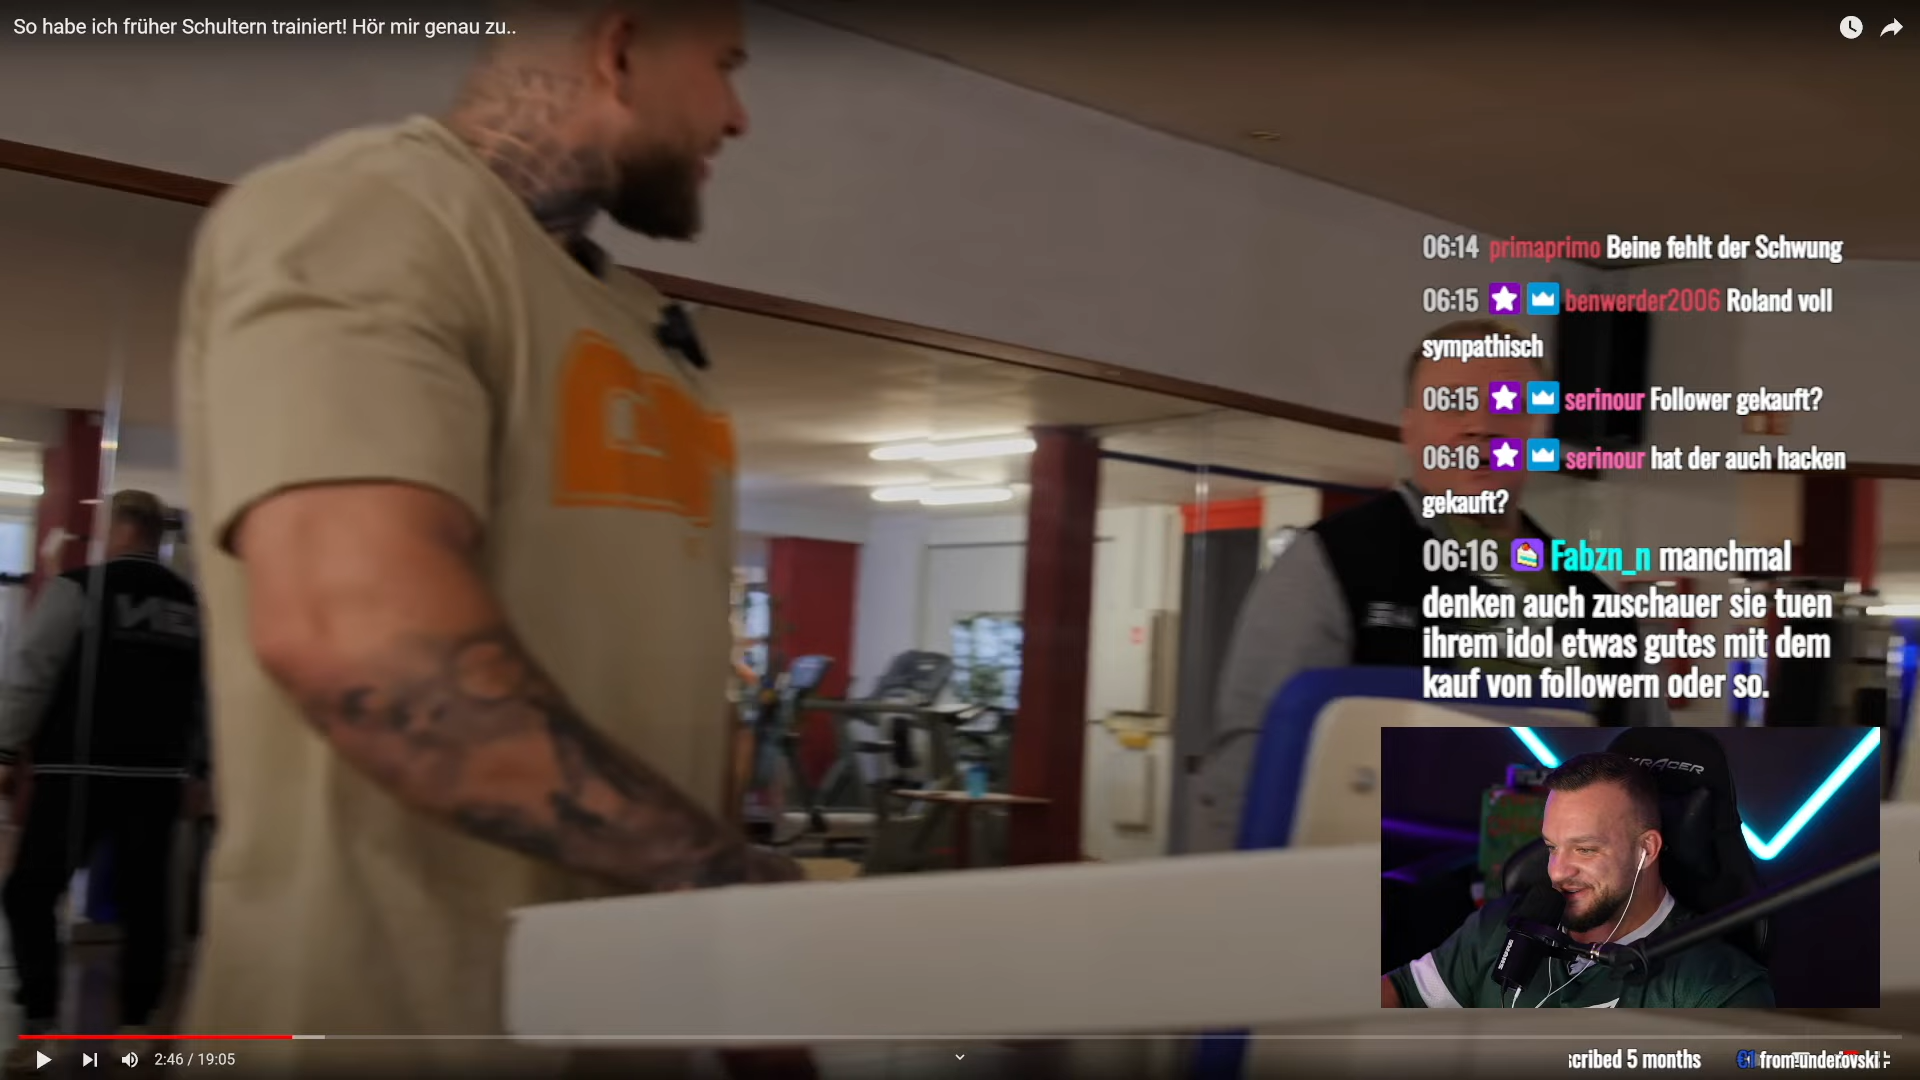 So habe ich früher Schultern trainiert! Hör mir genau zu..
06:14 primaprimo Beine fehlt der Schwung
06:15 benwerder2006 Roland voll
sympathisch
06:15 serinour Follower gekauft?
06:16 serinour hat der auch hacken
gekauft?
06:16 Fabzn_n manchmal
denken auch zuschauer sie tuen
ihrem idol etwas gutes mit dem
kauf von followern oder so.
SHURE
2:46 / 19:05
cribed 5 months
from underovski